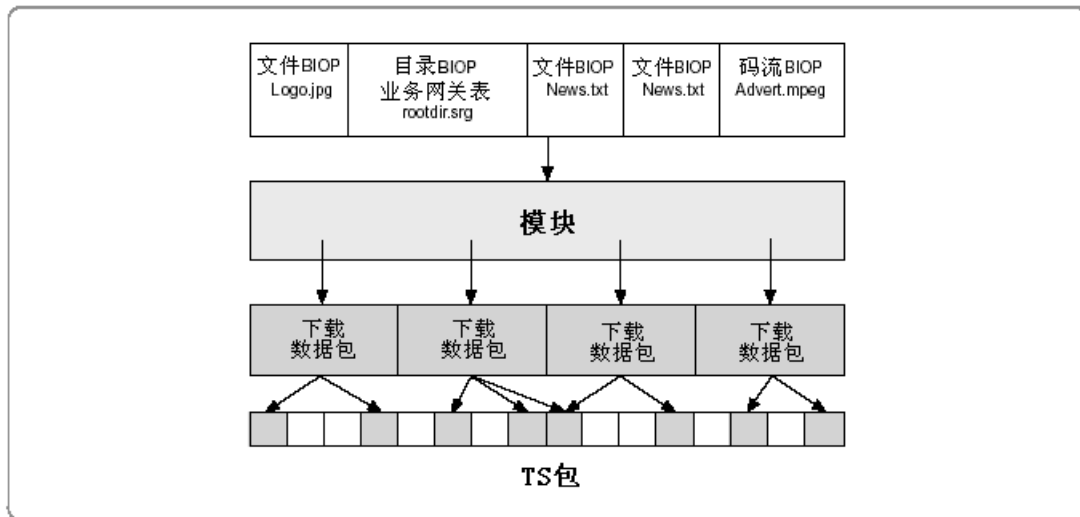 文件BIOP
Logo.jpg
目录BIOP
业务网关表
rootdir.srg
文件BIOP
News.txt
文件BIOP
News.txt
码流BIOP
Advert.mpeg
模块
下载
数据包
下载
数据包
下载
数据包
下载
数据包
TS包